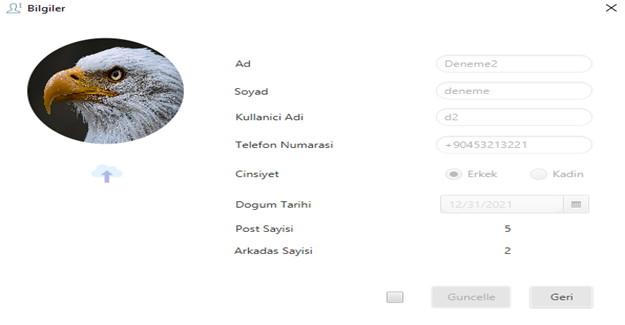 Bilgiler
Ad Deneme2
Soyad deneme
Kullanici Adi d2
Telefon Numarasi +90453213221
Cinsiyet Erkek Kadin
Dogum Tarihi 12/31/2021
Post Sayisi 5
Arkadas Sayisi 2
Guncelle Geri